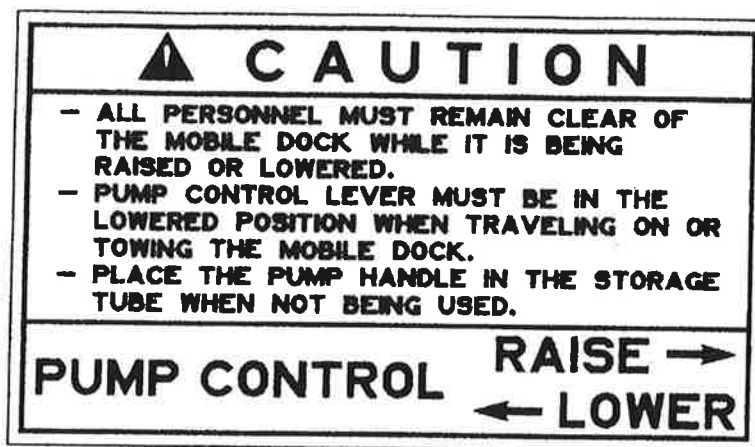 CAUTION
- ALL PERSONNEL MUST REMAIN CLEAR OF
THE MOBILE DOCK WHILE IT IS BEING
RAISED OR LOWERED.
- PUMP CONTROL LEVER MUST BE IN THE
LOWERED POSITION WHEN TRAVELING ON OR
TOWING THE MOBILE DOCK.
- PLACE THE PUMP HANDLE IN THE STORAGE
TUBE WHEN NOT BEING USED.
PUMP CONTROL
RAISE →
← LOWER